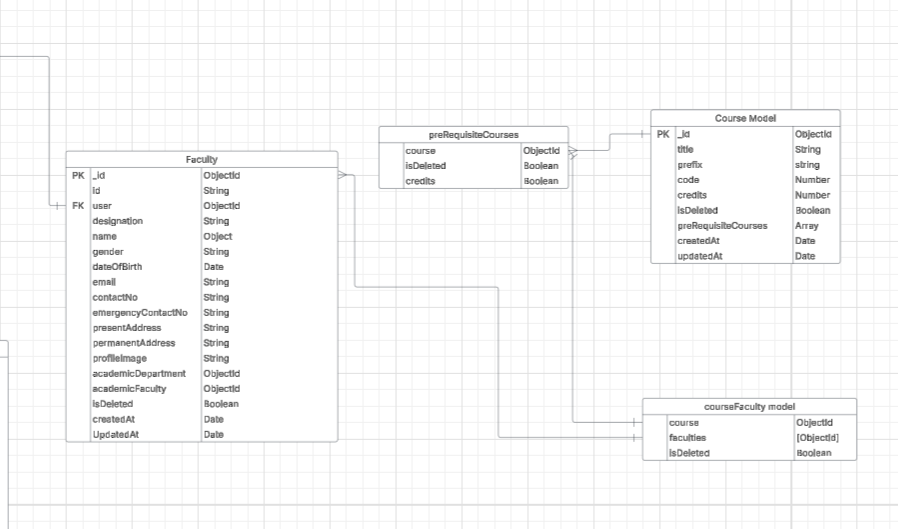 Faculty
PK _id ObjectId
id String
FK user ObjectId
designation String
name Object
gender String
dateOfBirth Date
email String
contactNo String
emergencyContactNo String
presentAddress String
permanentAddress String
profileImage String
academicDepartment ObjectId
academicFaculty ObjectId
isDeleted Boolean
createdAt Date
UpdatedAt Date
preRequisiteCourses
course ObjectId
isDeleted Boolean
credits Boolean
Course Model
PK _id ObjectId
title String
prefix string
code Number
credits Number
isDeleted Boolean
preRequisiteCourses Array
createdAt Date
updatedAt Date
courseFaculty model
course ObjectId
faculties [ObjectId]
isDeleted Boolean